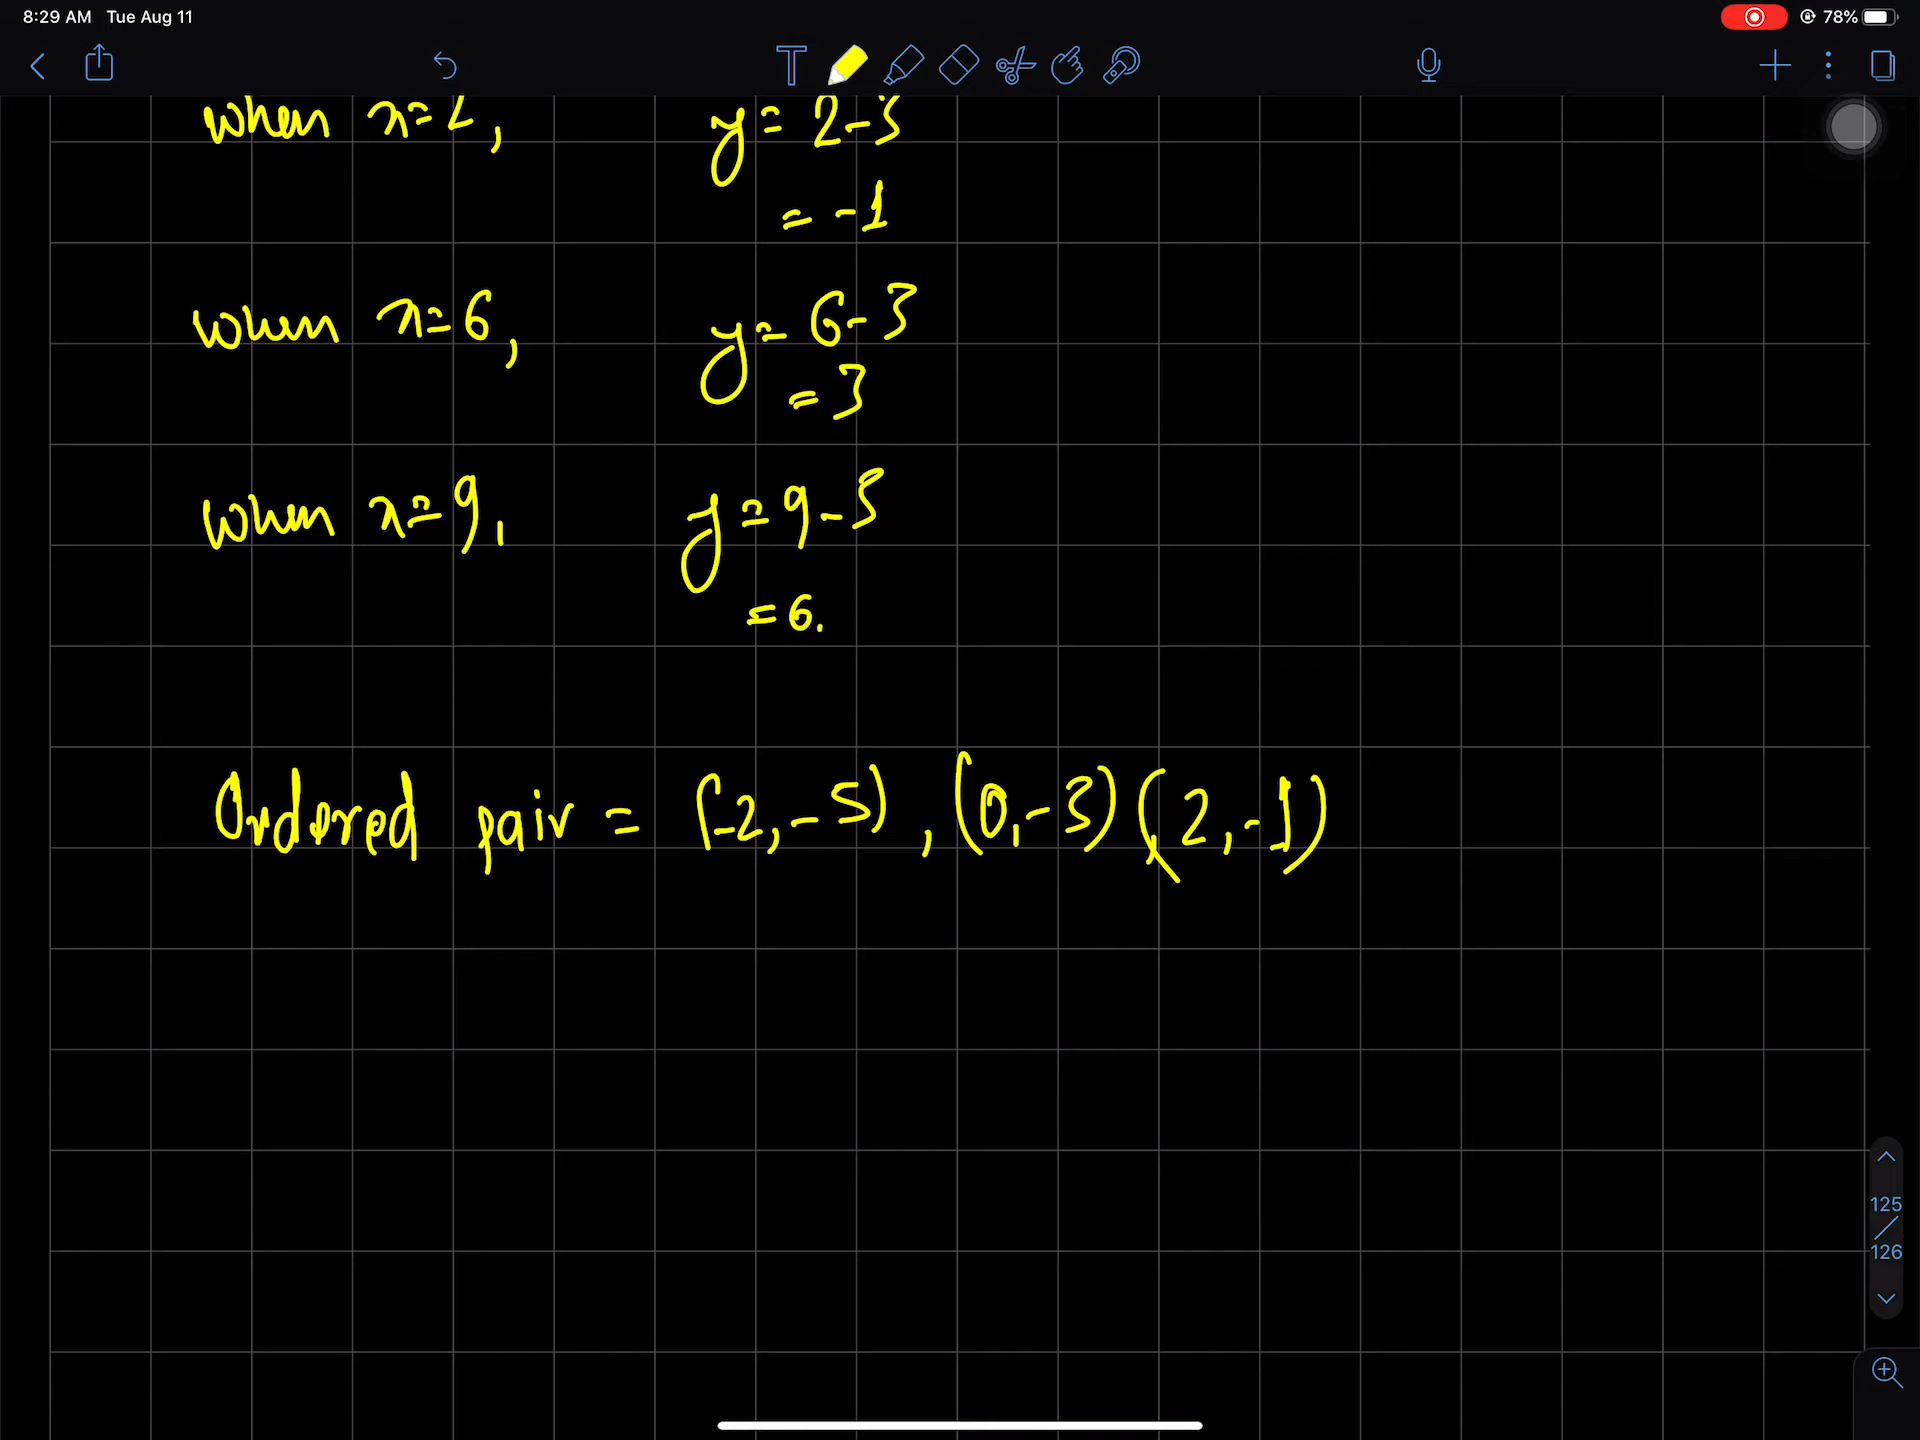 8:29 AM Tue Aug 11
78%
T
when x=2, y= 2-3
= -1
when x=6, y= 6-3
= 3
when x=9, y= 9-3
= 6.
Ordered pair = (-2,-5), (0,-3)(,2,-1)
125
/
126